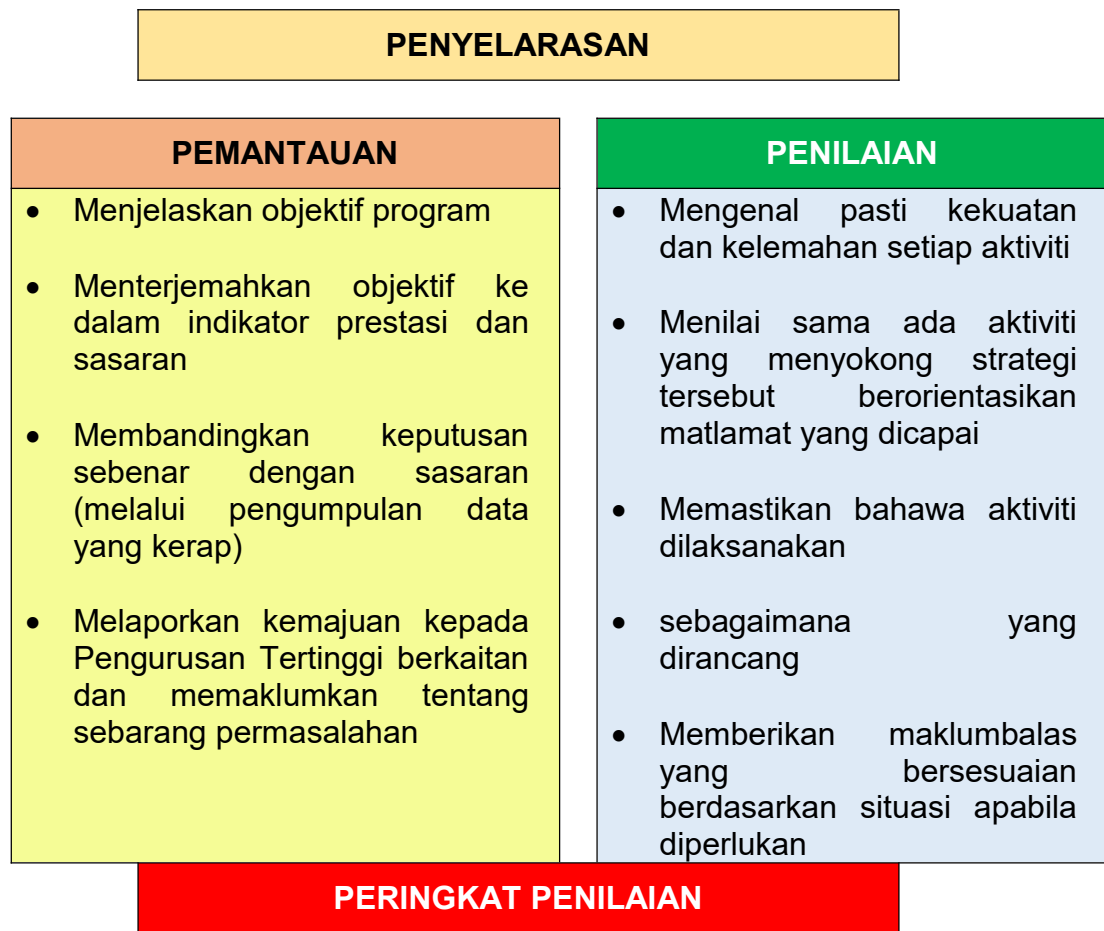 PENYELARASAN
PEMANTAUAN
• Menjelaskan objektif program
• Menterjemahkan objektif ke
dalam indikator prestasi dan
sasaran
• Membandingkan keputusan
sebenar dengan sasaran
(melalui pengumpulan data
yang kerap)
• Melaporkan kemajuan kepada
Pengurusan Tertinggi berkaitan
dan memaklumkan tentang
sebarang permasalahan
PENILAIAN
• Mengenal pasti kekuatan
dan kelemahan setiap aktiviti
• Menilai sama ada aktiviti
yang menyokong strategi
tersebut berorientasikan
matlamat yang dicapai
• Memastikan bahawa aktiviti
dilaksanakan
• sebagaimana yang
dirancang
• Memberikan maklumbalas
yang bersesuaian
berdasarkan situasi apabila
diperlukan
PERINGKAT PENILAIAN